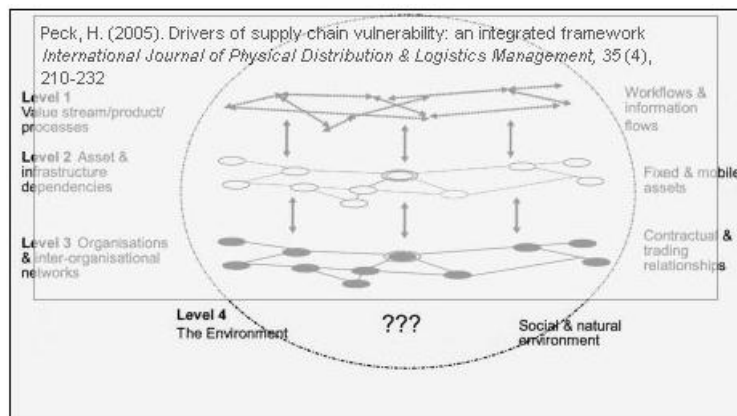 Peck, H. (2005). Drivers of supply chain vulnerability: an integrated framework
International Journal of Physical Distribution & Logistics Management, 35 (4),
210-232
Level 1
Value stream/product/
processes
Workflows &
information
flows
Level 2 Asset &
infrastructure
dependencies
Fixed & mobile
assets
Level 3 Organisations
& inter-organisational
networks
Contractual &
trading
relationships
Level 4
The Environment
???
Social & natural
environment